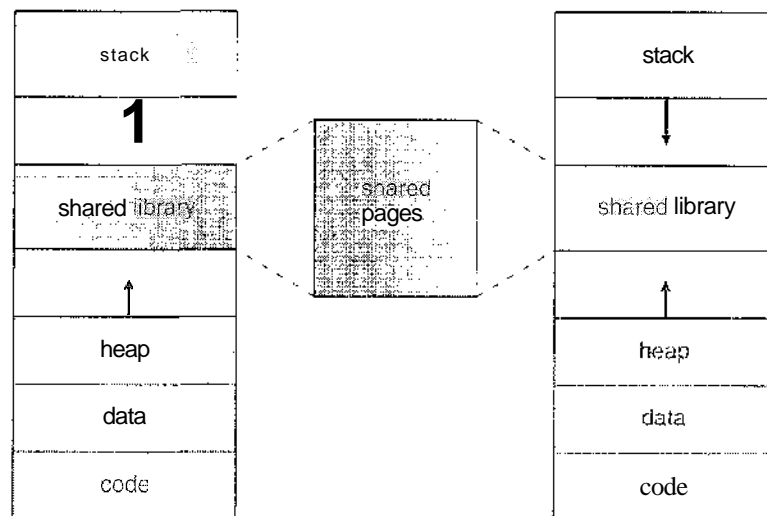 stack
1
shared library
heap
data
code
shared
pages
stack
shared library
heap
data
code